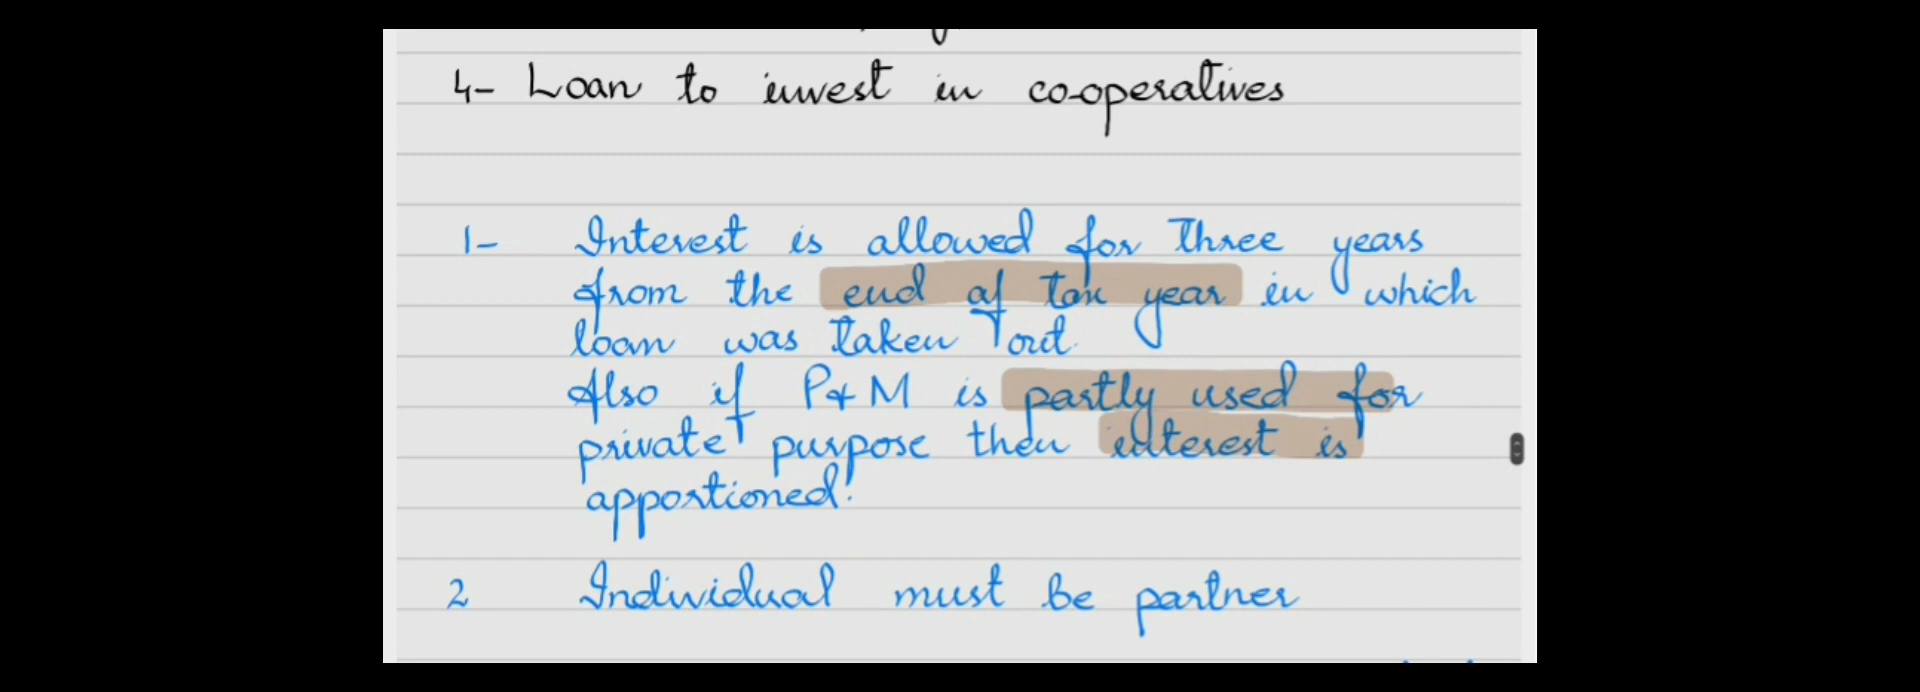 4- Loan to invest in co-operatives
1- Interest is allowed for three years
from the end of tax year in which
loan was taken out.
Also if P&M is partly used for
private purpose then interest is
apportioned.
2 Individual must be partner